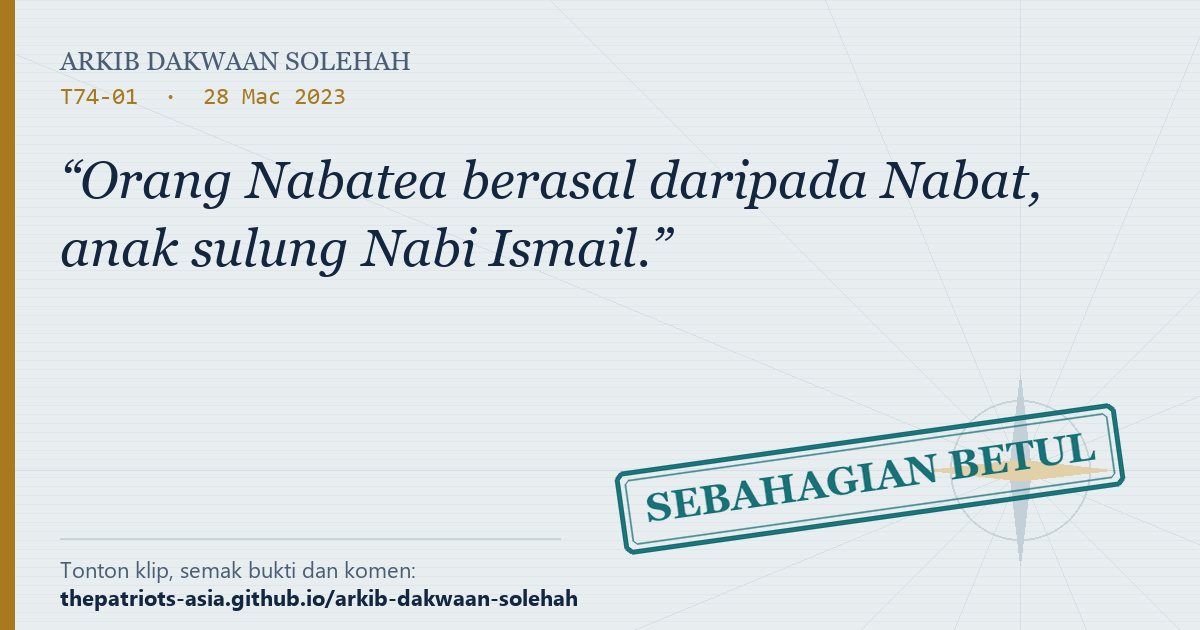 ARKIB DAKWAAN SOLEHAH
T74-01 · 28 Mac 2023
“Orang Nabatea berasal daripada Nabat,
anak sulung Nabi Ismail.”
SEBAHAGIAN BETUL
Tonton klip, semak bukti dan komen:
thepatriots-asia.github.io/arkib-dakwaan-solehah